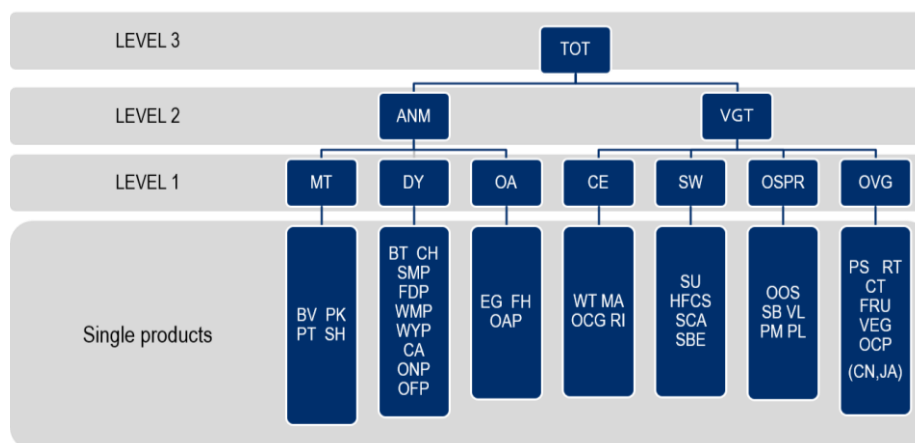 LEVEL 3
TOT
LEVEL 2
ANM
VGT
LEVEL 1
MT
DY
OA
CE
SW
OSPR
OVG
Single products
BV PK
PT SH
BT CH
SMP
FDP
WMP
WYP
CA
ONP
OFP
EG FH
OAP
WT MA
OCG RI
SU
HFCS
SCA
SBE
OOS
SB VL
PM PL
PS RT
CT
FRU
VEG
OCP
(CN,JA)